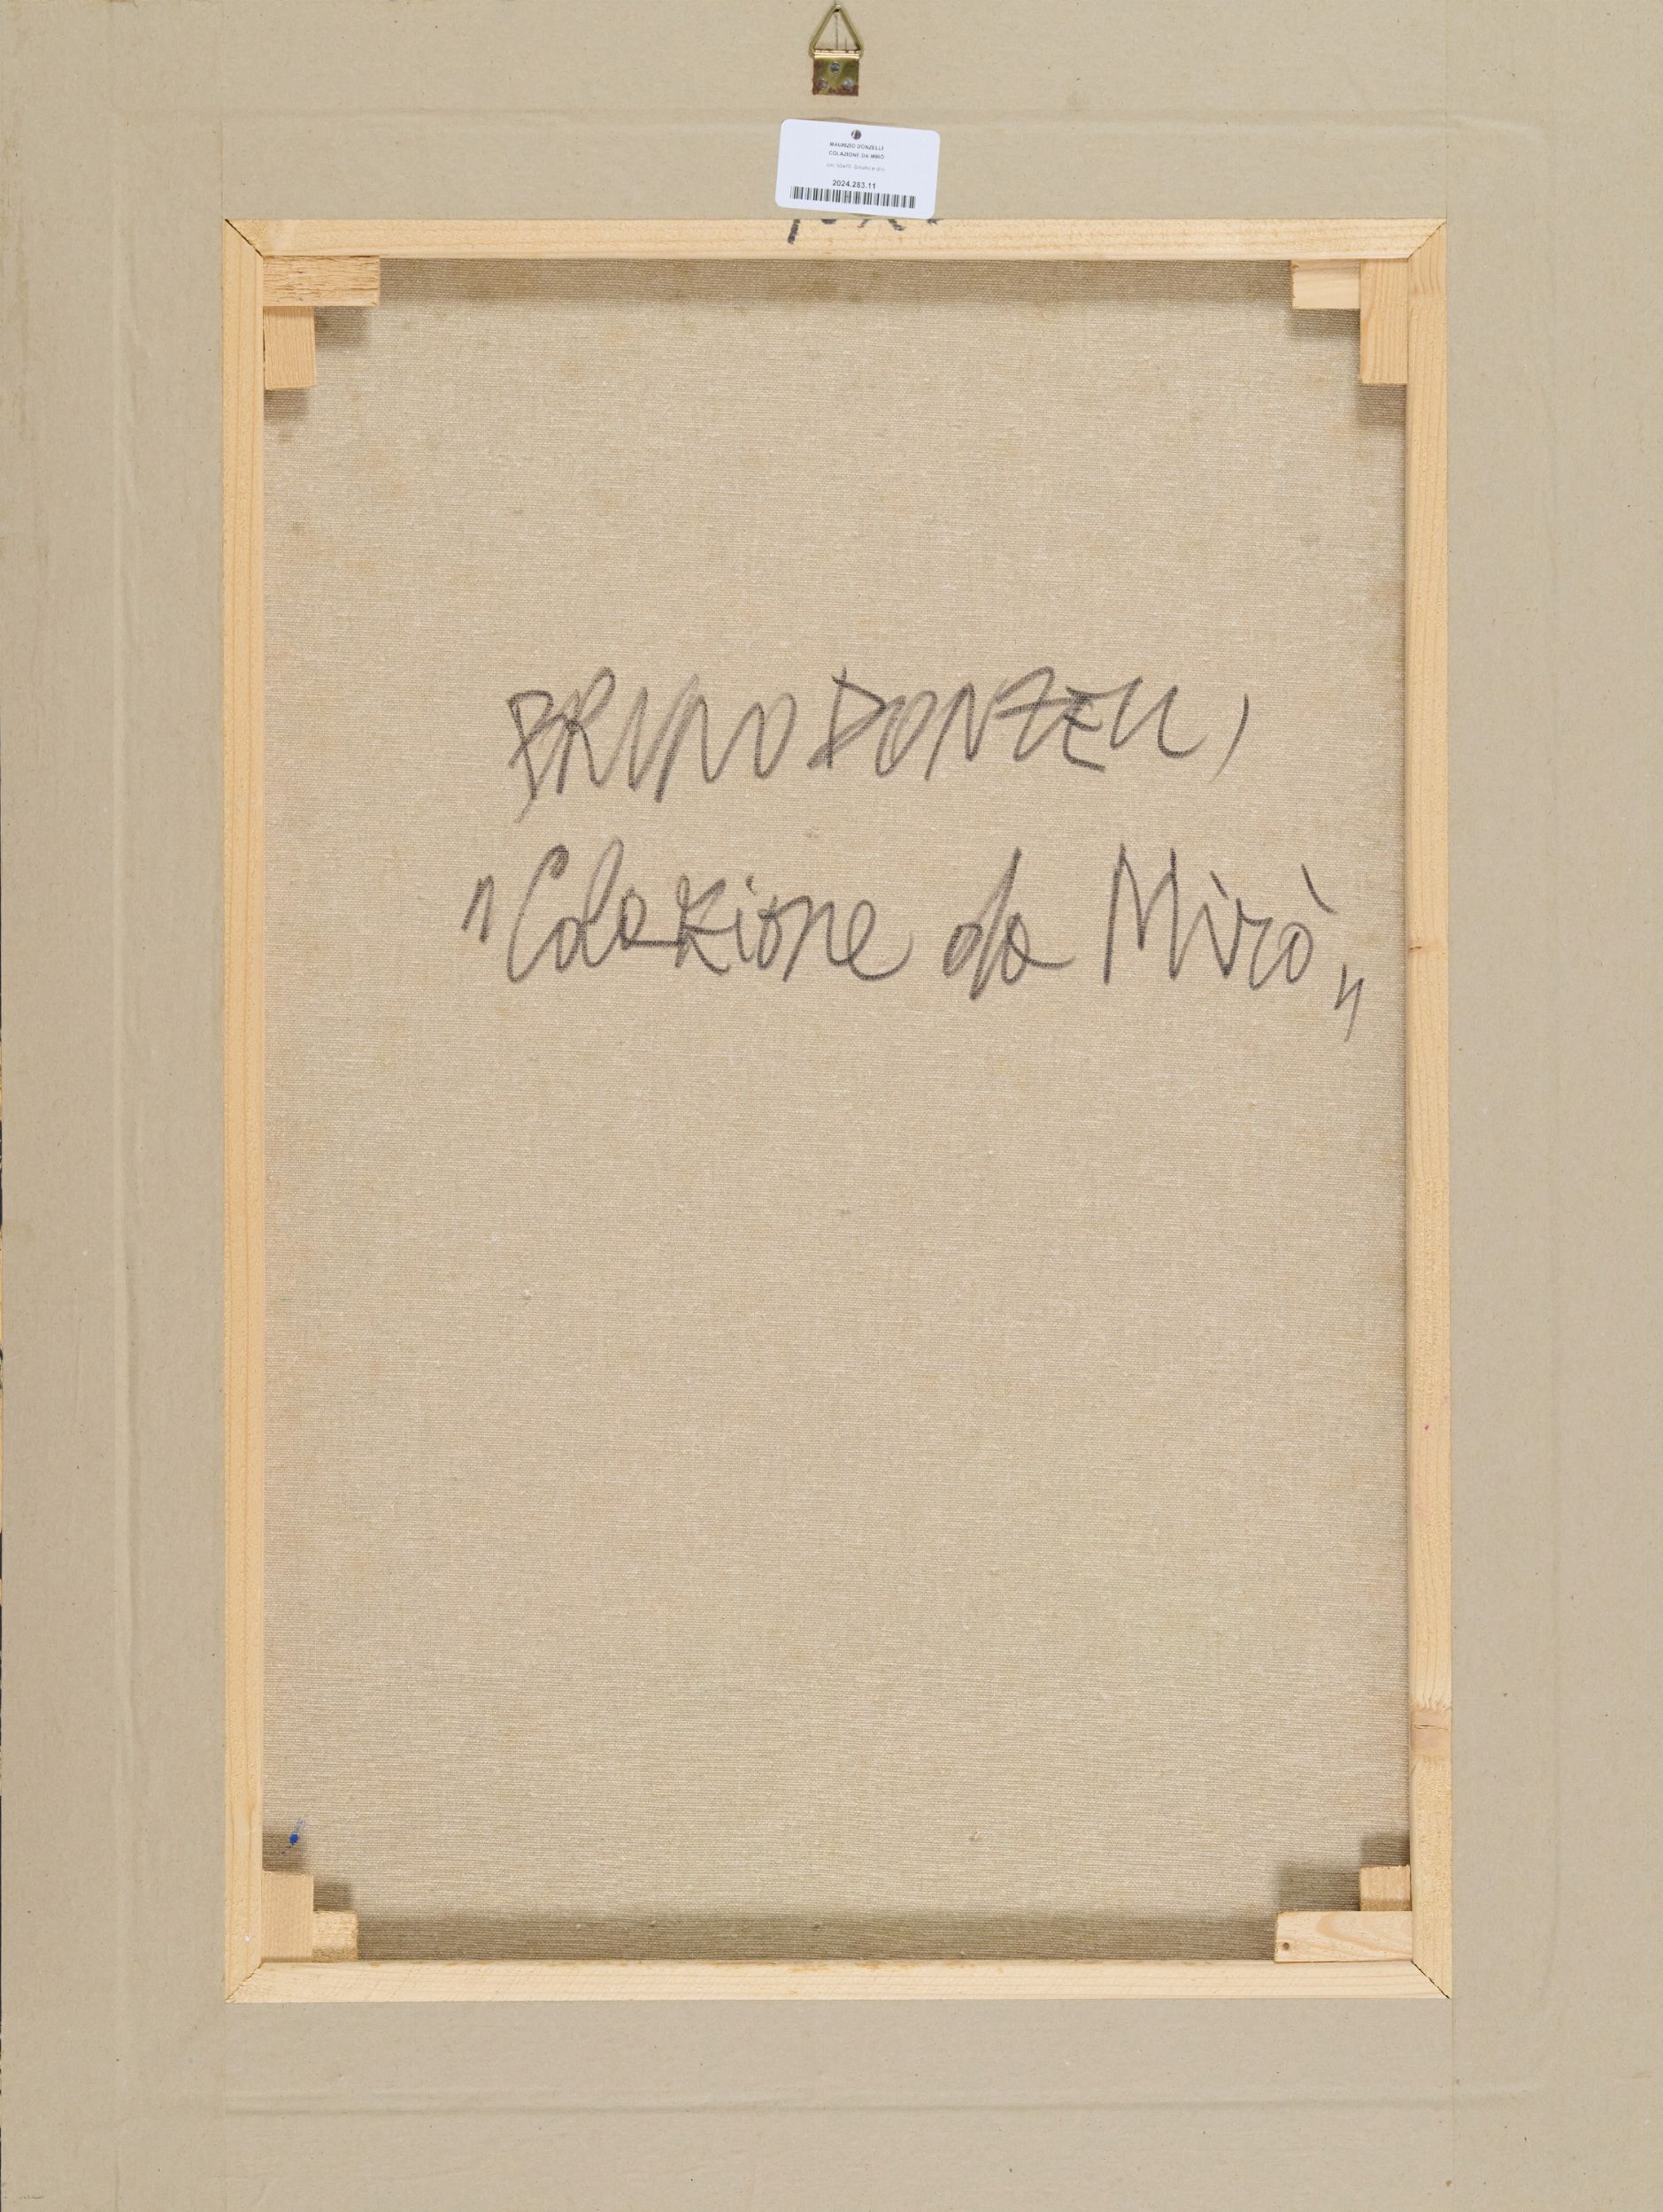 MAURIZIO DONZELLI
COLAZIONE DA MIRÒ
2024.283.11
BRUNO DONZELLI
"Colazione da Mirò"